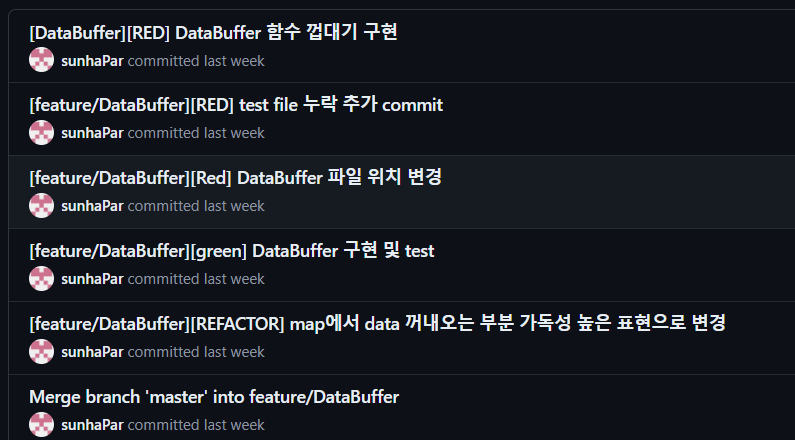 [DataBuffer][RED] DataBuffer 함수 껍대기 구현
sunhaPar committed last week
[feature/DataBuffer][RED] test file 누락 추가 commit
sunhaPar committed last week
[feature/DataBuffer][Red] DataBuffer 파일 위치 변경
sunhaPar committed last week
[feature/DataBuffer][green] DataBuffer 구현 및 test
sunhaPar committed last week
[feature/DataBuffer][REFACTOR] map에서 data 꺼내오는 부분 가독성 높은 표현으로 변경
sunhaPar committed last week
Merge branch 'master' into feature/DataBuffer
sunhaPar committed last week